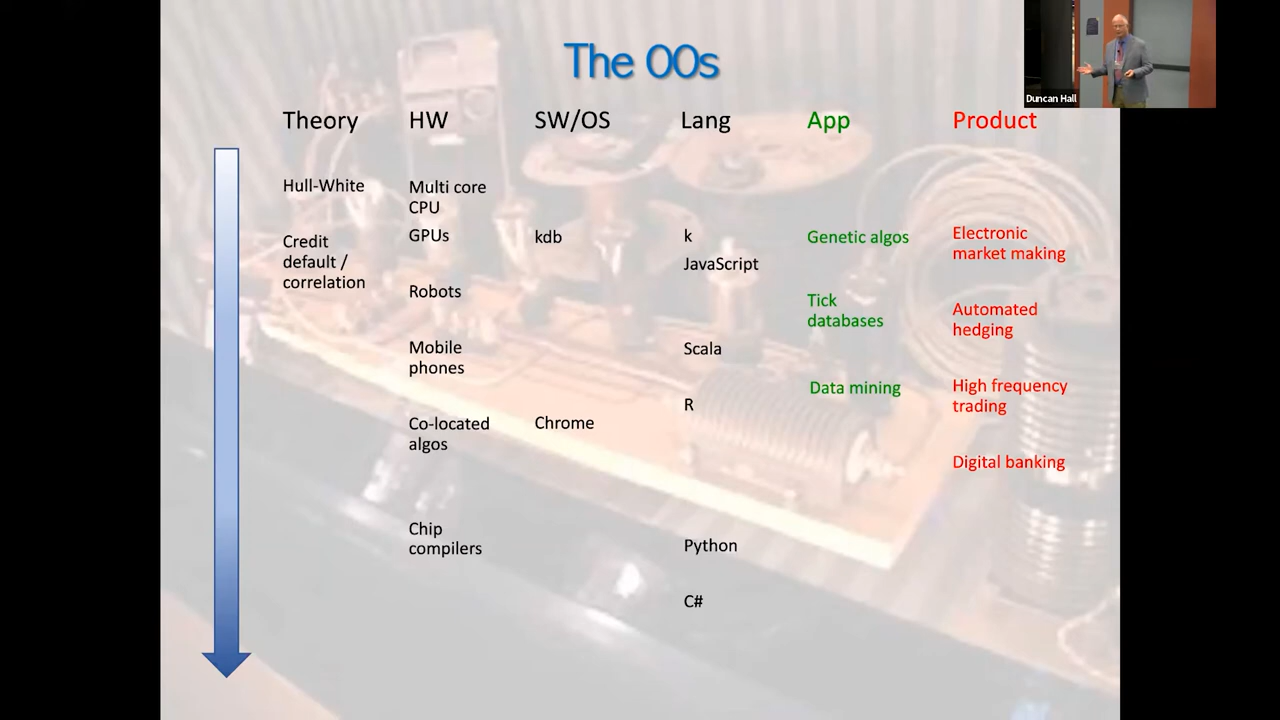 The 00s
Duncan Hall
Theory
HW
SW/OS
Lang
App
Product
Hull-White
Credit
default /
correlation
Multi core
CPU
GPUs
Robots
Mobile
phones
Co-located
algos
Chip
compilers
kdb
Chrome
k
JavaScript
Scala
R
Python
C#
Genetic algos
Tick
databases
Data mining
Electronic
market making
Automated
hedging
High frequency
trading
Digital banking